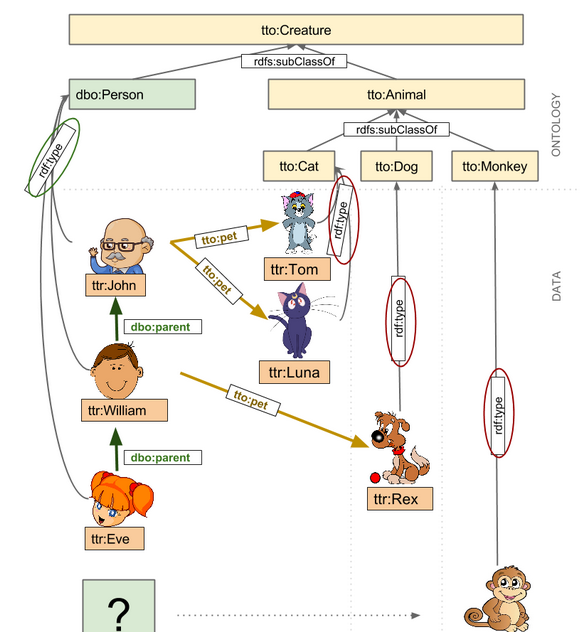 tto:Creature
rdfs:subClassOf
dbo:Person
tto:Animal
rdfs:subClassOf
ONTOLOGY
rdf:type
tto:Cat
tto:Dog
tto:Monkey
rdf:type
tto:pet
ttr:Tom
tto:pet
ttr:John
DATA
rdf:type
dbo:parent
ttr:Luna
ttr:William
tto:pet
rdf:type
dbo:parent
ttr:Rex
ttr:Eve
?